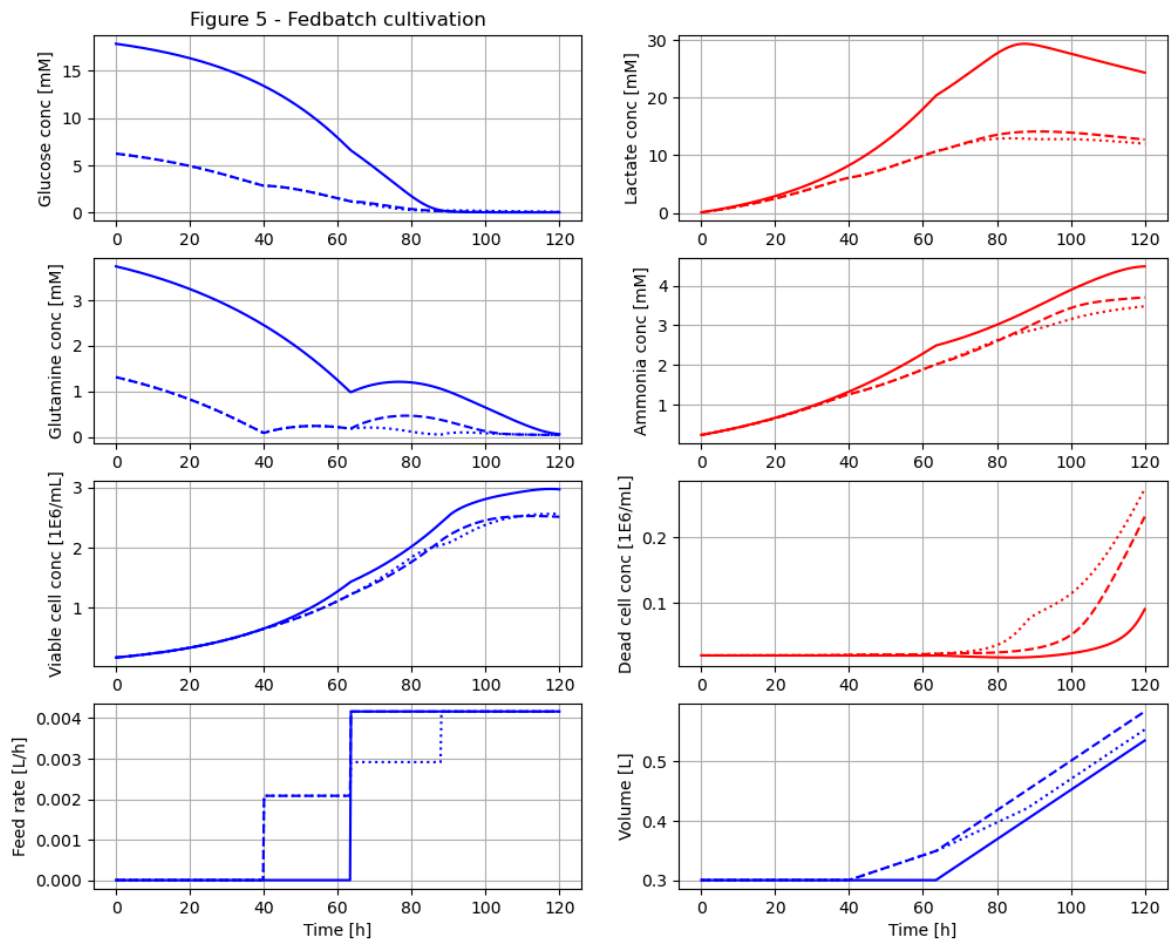 Figure 5 - Fedbatch cultivation
Glucose conc [mM]
15
10
5
0
0 20 40 60 80 100 120
Lactate conc [mM]
30
20
10
0
0 20 40 60 80 100 120
Glutamine conc [mM]
3
2
1
0
0 20 40 60 80 100 120
Ammonia conc [mM]
4
3
2
1
0 20 40 60 80 100 120
Viable cell conc [1E6/mL]
3
2
1
0 20 40 60 80 100 120
Dead cell conc [1E6/mL]
0.2
0.1
0 20 40 60 80 100 120
Feed rate [L/h]
0.004
0.003
0.002
0.001
0.000
0 20 40 60 80 100 120
Time [h]
Volume [L]
0.5
0.4
0.3
0 20 40 60 80 100 120
Time [h]